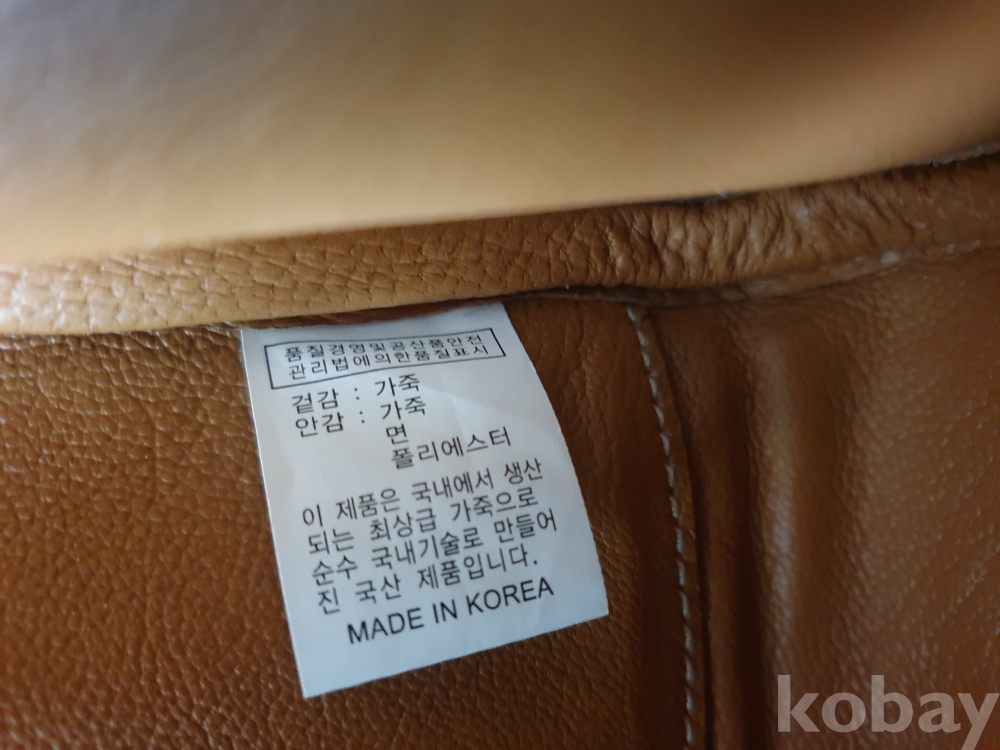 품질경영및공산품안전
관리법에의한품질표시
겉감 : 가죽
안감 : 가죽
면
폴리에스터
이 제품은 국내에서 생산
되는 최상급 가죽으로
순수 국내기술로 만들어
진 국산 제품입니다.
MADE IN KOREA
kobay